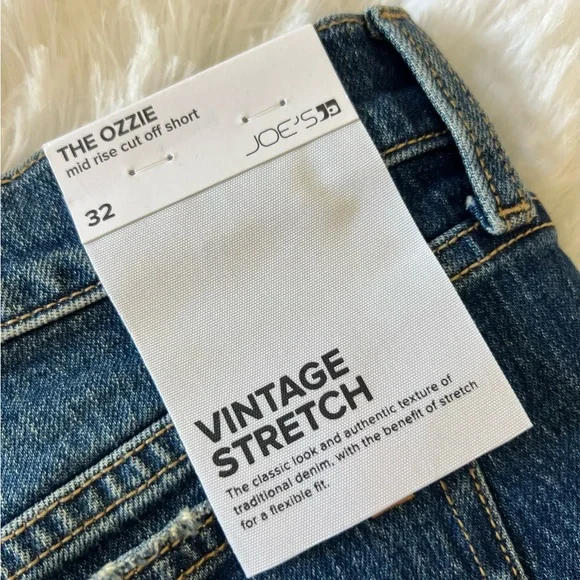 THE OZZIE
mid rise cut off short
JOE'S
32
VINTAGE
STRETCH
The classic look and authentic texture of
traditional denim, with the benefit of stretch
for a flexible fit.